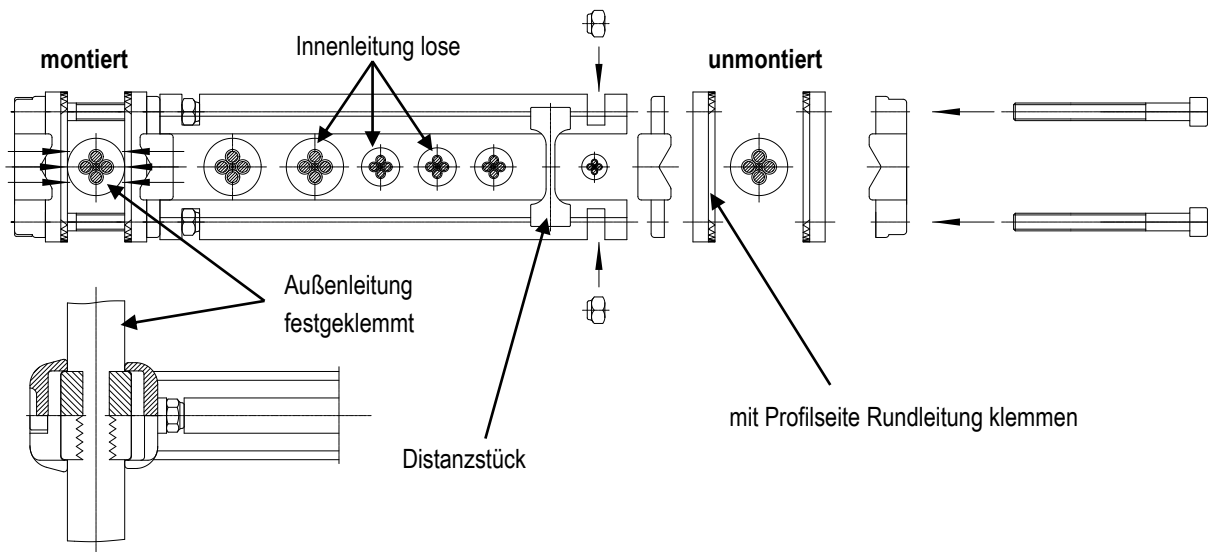 montiert
Innenleitung lose
unmontiert
Außenleitung
festgeklemmt
Distanzstück
mit Profilseite Rundleitung klemmen